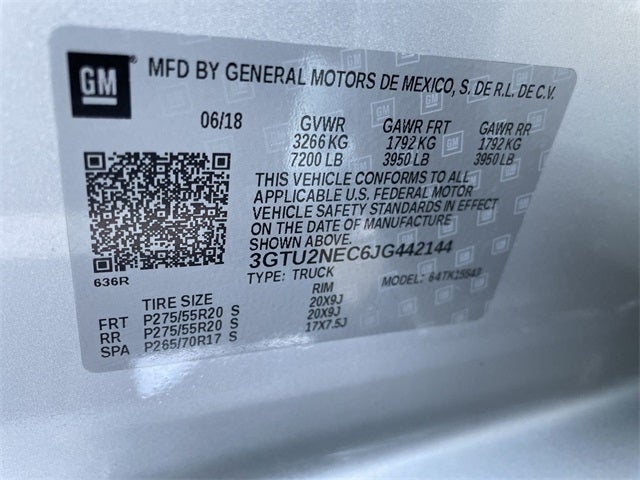 GM
MFD BY GENERAL MOTORS DE MEXICO, S. DE R.L. DE C.V.
06/18 GVWR GAWR FRT GAWR RR
3266 KG 1792 KG 1792 KG
7200 LB 3950 LB 3950 LB
THIS VEHICLE CONFORMS TO ALL
APPLICABLE U.S. FEDERAL MOTOR
VEHICLE SAFETY STANDARDS IN EFFECT
ON THE DATE OF MANUFACTURE
SHOWN ABOVE.
3GTU2NEC6JG442144
636R
TYPE: TRUCK MODEL:
TIRE SIZE RIM
FRT P275/55R20 S 20X9J
RR P275/55R20 S 20X9J
SPA P265/70R17 S 17X7.5J